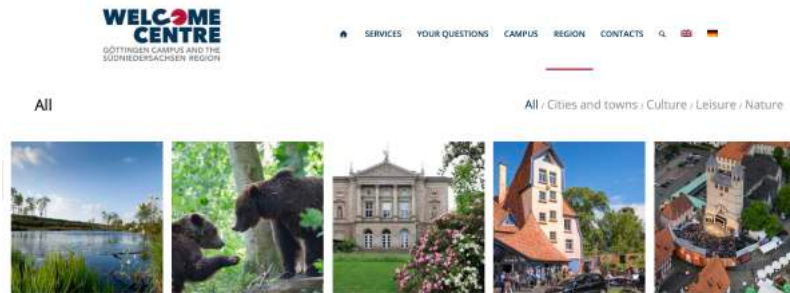 WELCOME
CENTRE
GÖTTINGEN CAMPUS AND THE
SÜDNIEDERSACHSEN REGION
SERVICES YOUR QUESTIONS CAMPUS REGION CONTACTS
All
All / Cities and towns / Culture / Leisure / Nature